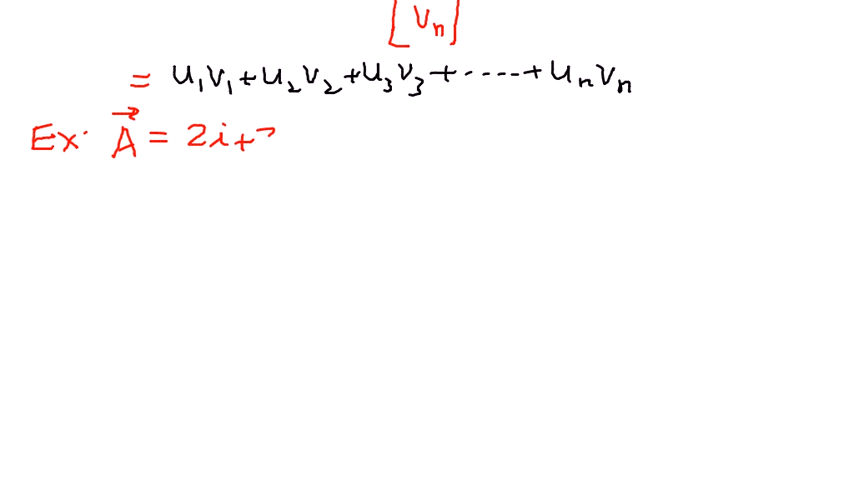 [Vₙ]
= u₁v₁+u₂v₂+u₃v₃+-----+uₙvₙ
Ex. A⃗ = 2i+